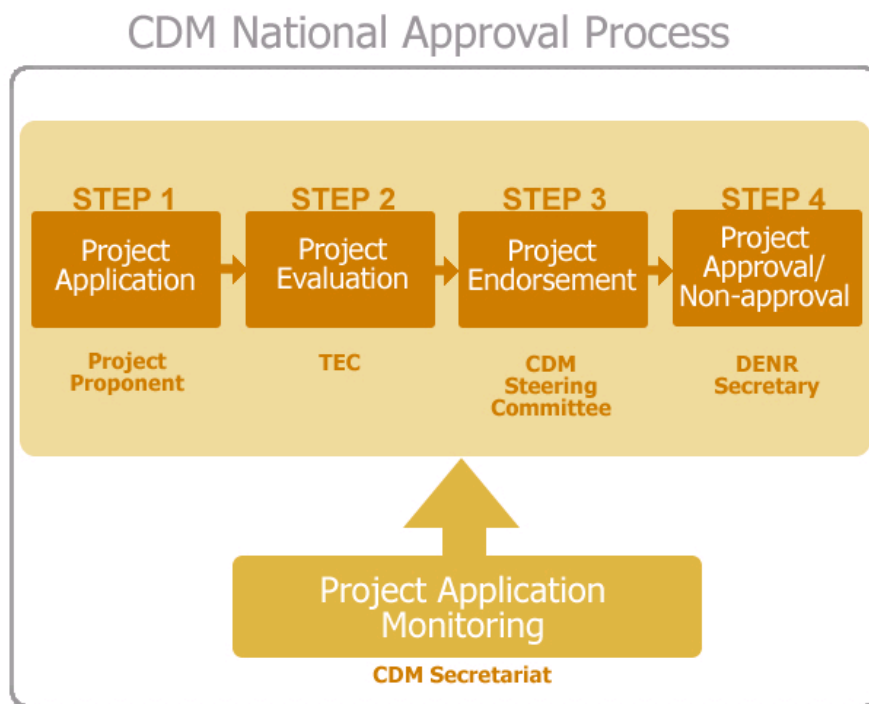 CDM National Approval Process
STEP 1
Project
Application
Project
Proponent
STEP 2
Project
Evaluation
TEC
STEP 3
Project
Endorsement
CDM
Steering
Committee
STEP 4
Project
Approval/
Non-approval
DENR
Secretary
Project Application
Monitoring
CDM Secretariat